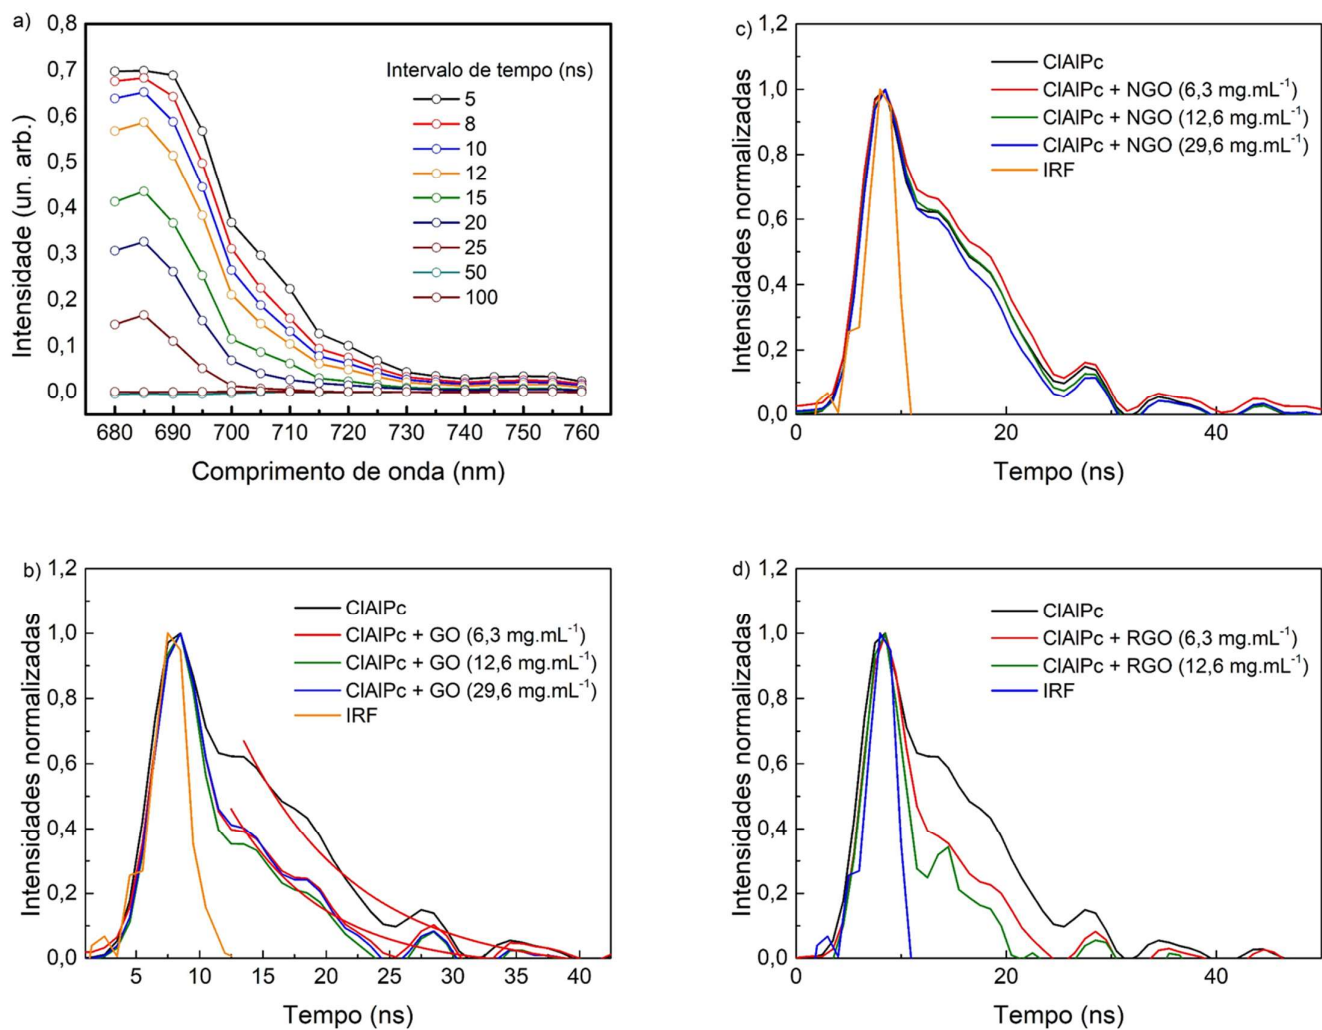 a)
0,8
0,7
0,6
0,5
0,4
0,3
0,2
0,1
0,0
Intensidade (un. arb.)
Intervalo de tempo (ns)
5
8
10
12
15
20
25
50
100
680 690 700 710 720 730 740 750 760
Comprimento de onda (nm)
c)
1,2
1,0
0,8
0,6
0,4
0,2
0,0
Intensidades normalizadas
ClAlPc
ClAlPc + NGO (6,3 mg.mL⁻¹)
ClAlPc + NGO (12,6 mg.mL⁻¹)
ClAlPc + NGO (29,6 mg.mL⁻¹)
IRF
0 20 40
Tempo (ns)
b)
1,2
1,0
0,8
0,6
0,4
0,2
0,0
Intensidades normalizadas
ClAlPc
ClAlPc + GO (6,3 mg.mL⁻¹)
ClAlPc + GO (12,6 mg.mL⁻¹)
ClAlPc + GO (29,6 mg.mL⁻¹)
IRF
5 10 15 20 25 30 35 40
Tempo (ns)
d)
1,2
1,0
0,8
0,6
0,4
0,2
0,0
Intensidades normalizadas
ClAlPc
ClAlPc + RGO (6,3 mg.mL⁻¹)
ClAlPc + RGO (12,6 mg.mL⁻¹)
IRF
0 20 40
Tempo (ns)